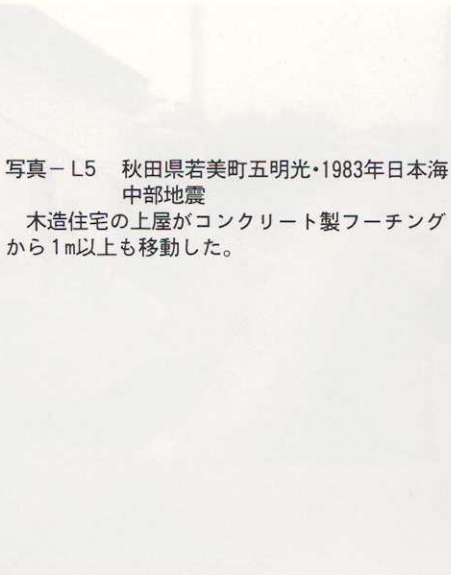 写真－L5　秋田県若美町五明光・1983年日本海
中部地震
　木造住宅の上屋がコンクリート製フーチング
から1m以上も移動した。